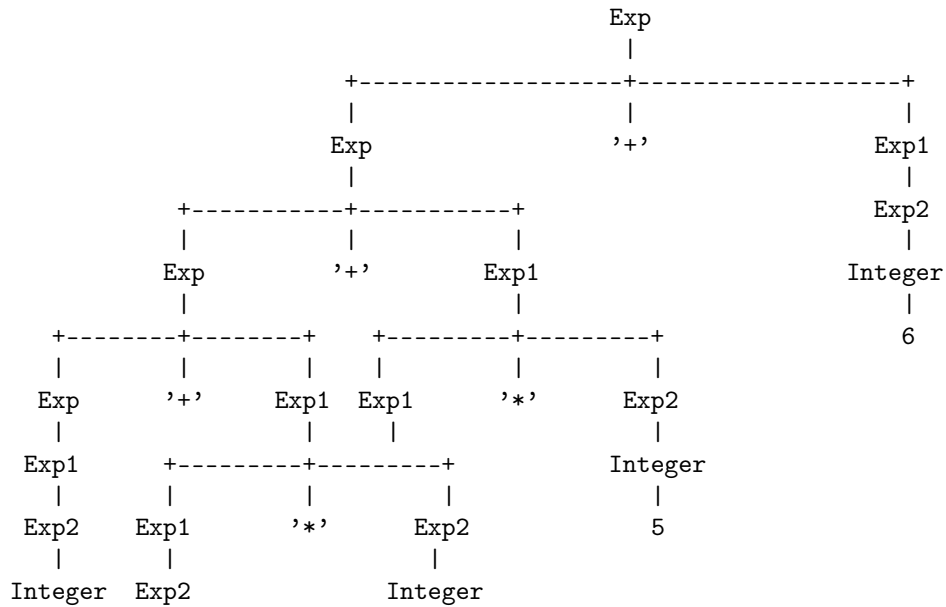 Exp
|
+-------------------+------------------+
| | |
Exp '+' Exp1
| |
+-----------+-----------+ Exp2
| | | |
Exp '+' Exp1 Integer
| | |
+--------+--------+ +---------+---------+ 6
| | | | | |
Exp '+' Exp1 Exp1 '*' Exp2
| | | |
Exp1 +---------+---------+ Integer
| | | | |
Exp2 Exp1 '*' Exp2 5
| | |
Integer Exp2 Integer